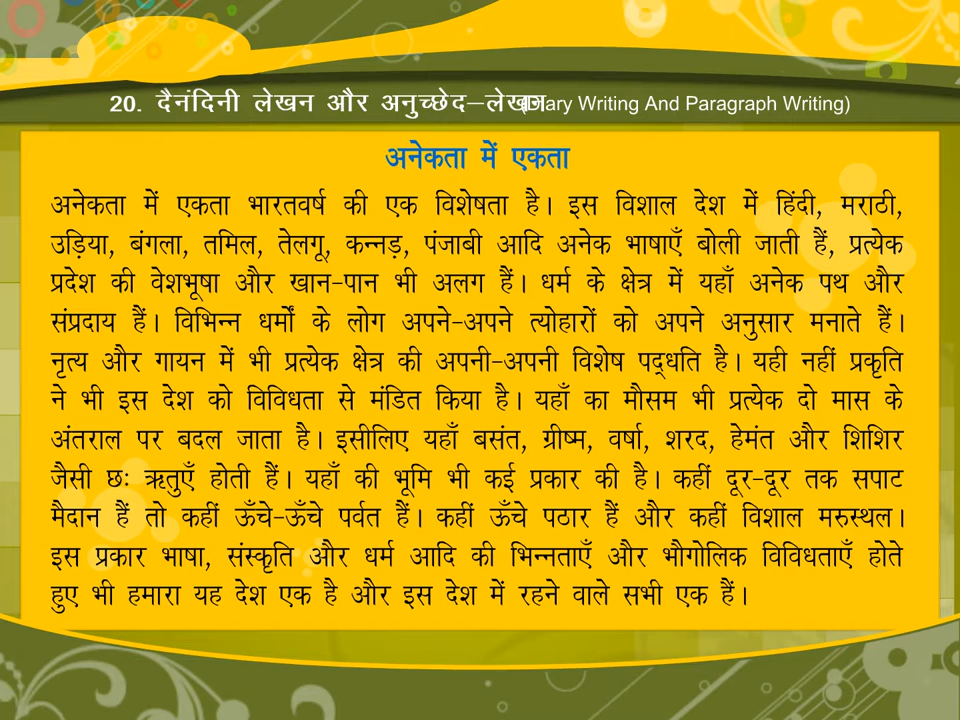 20. दैनंदिनी लेखन और अनुच्छेद–लेखन (Diary Writing And Paragraph Writing)
अनेकता में एकता
अनेकता में एकता भारतवर्ष की एक विशेषता है। इस विशाल देश में हिंदी, मराठी,
उड़िया, बंगला, तमिल, तेलगू, कन्नड़, पंजाबी आदि अनेक भाषाएँ बोली जाती हैं, प्रत्येक
प्रदेश की वेशभूषा और खान-पान भी अलग हैं। धर्म के क्षेत्र में यहाँ अनेक पथ और
संप्रदाय हैं। विभिन्न धर्मों के लोग अपने-अपने त्योहारों को अपने अनुसार मनाते हैं।
नृत्य और गायन में भी प्रत्येक क्षेत्र की अपनी-अपनी विशेष पद्धति है। यही नहीं प्रकृति
ने भी इस देश को विविधता से मंडित किया है। यहाँ का मौसम भी प्रत्येक दो मास के
अंतराल पर बदल जाता है। इसीलिए यहाँ बसंत, ग्रीष्म, वर्षा, शरद, हेमंत और शिशिर
जैसी छः ऋतुएँ होती हैं। यहाँ की भूमि भी कई प्रकार की है। कहीं दूर-दूर तक सपाट
मैदान हैं तो कहीं ऊँचे-ऊँचे पर्वत हैं। कहीं ऊँचे पठार हैं और कहीं विशाल मरुस्थल।
इस प्रकार भाषा, संस्कृति और धर्म आदि की भिन्नताएँ और भौगोलिक विविधताएँ होते
हुए भी हमारा यह देश एक है और इस देश में रहने वाले सभी एक हैं।